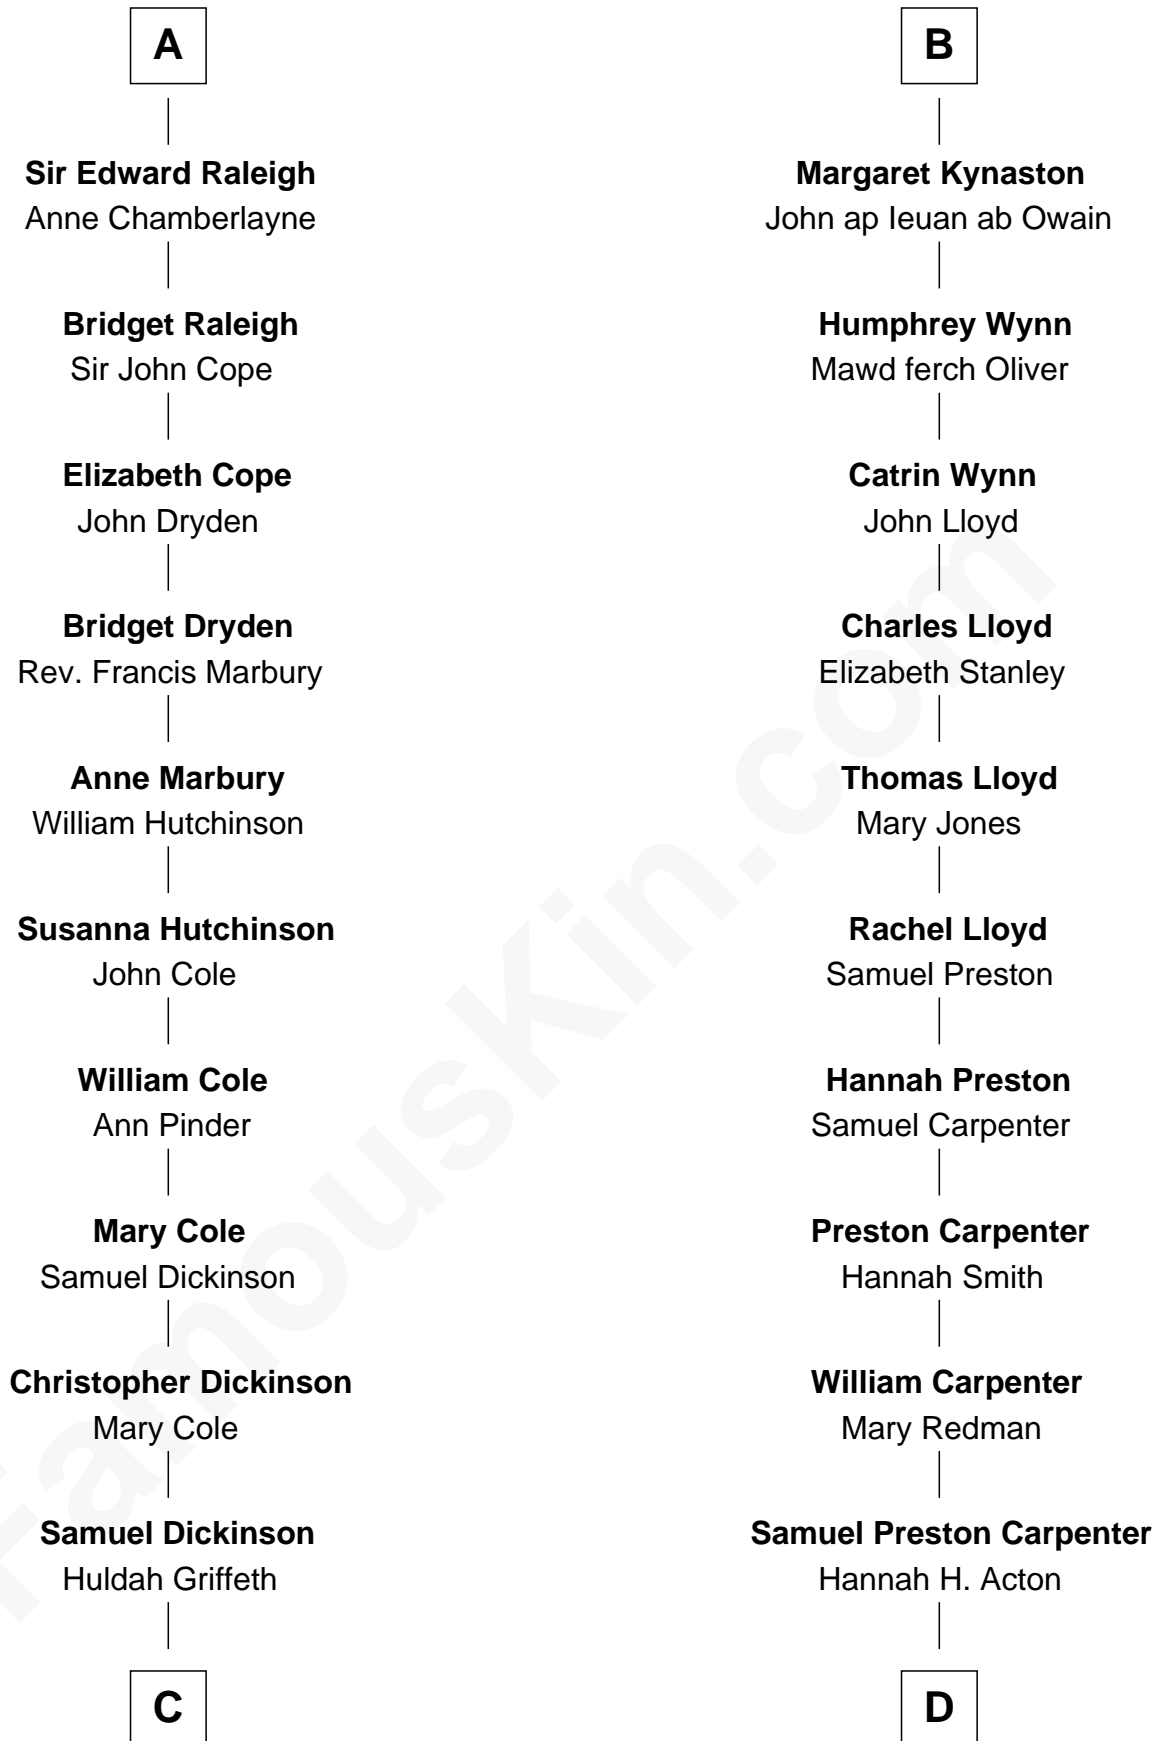 A
Sir Edward Raleigh
Anne Chamberlayne
Bridget Raleigh
Sir John Cope
Elizabeth Cope
John Dryden
Bridget Dryden
Rev. Francis Marbury
Anne Marbury
William Hutchinson
Susanna Hutchinson
John Cole
William Cole
Ann Pinder
Mary Cole
Samuel Dickinson
Christopher Dickinson
Mary Cole
Samuel Dickinson
Huldah Griffeth
C
B
Margaret Kynaston
John ap Ieuan ab Owain
Humphrey Wynn
Mawd ferch Oliver
Catrin Wynn
John Lloyd
Charles Lloyd
Elizabeth Stanley
Thomas Lloyd
Mary Jones
Rachel Lloyd
Samuel Preston
Hannah Preston
Samuel Carpenter
Preston Carpenter
Hannah Smith
William Carpenter
Mary Redman
Samuel Preston Carpenter
Hannah H. Acton
D
FamousKin.com